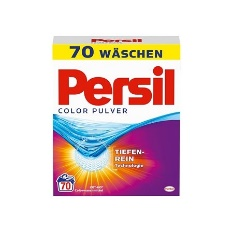 70 WÄSCHEN
Persil
COLOR PULVER
TIEFEN-
REIN
Technologie
70